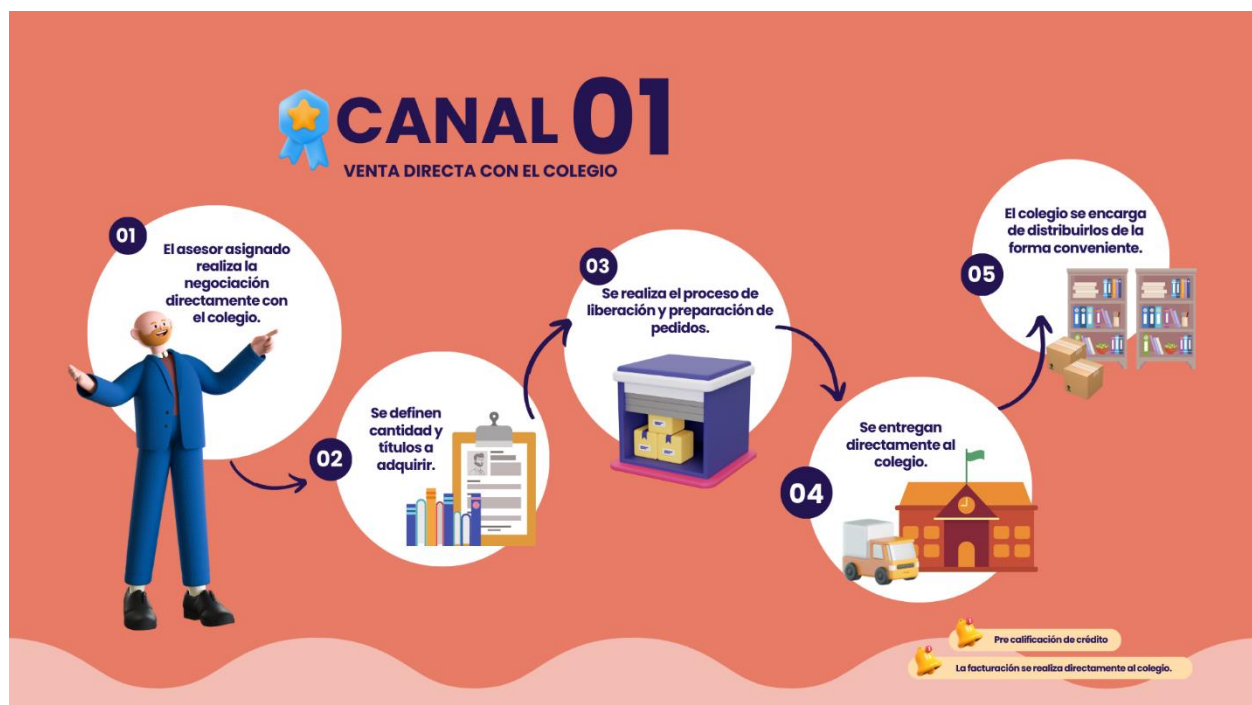 CANAL 01
VENTA DIRECTA CON EL COLEGIO
01
El asesor asignado
realiza la
negociación
directamente con
el colegio.
02
Se definen
cantidad y
títulos a
adquirir.
03
Se realiza el proceso de
liberación y preparación de
pedidos.
04
Se entregan
directamente al
colegio.
05
El colegio se encarga
de distribuirlos de la
forma conveniente.
Pre calificación de crédito
La facturación se realiza directamente al colegio.